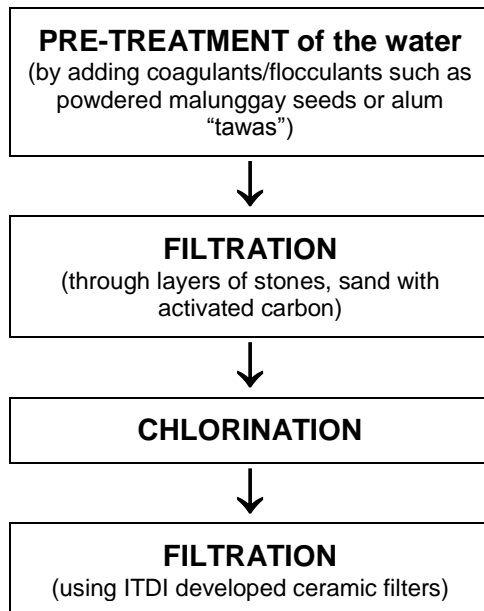 PRE-TREATMENT of the water
(by adding coagulants/flocculants such as
powdered malunggay seeds or alum
“tawas”)
FILTRATION
(through layers of stones, sand with
activated carbon)
CHLORINATION
FILTRATION
(using ITDI developed ceramic filters)